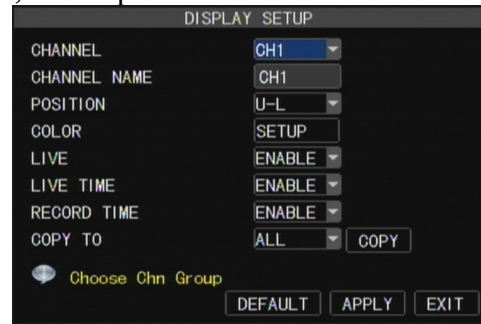 DISPLAY SETUP
CHANNEL CH1
CHANNEL NAME CH1
POSITION U-L
COLOR SETUP
LIVE ENABLE
LIVE TIME ENABLE
RECORD TIME ENABLE
COPY TO ALL COPY
Choose Chn Group
DEFAULT APPLY EXIT